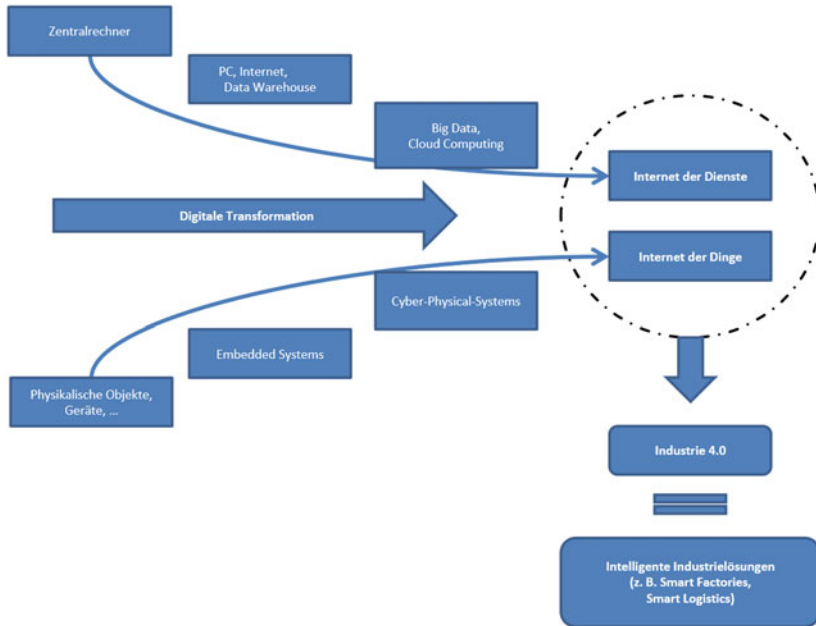 Zentralrechner
PC, Internet,
Data Warehouse
Big Data,
Cloud Computing
Internet der Dienste
Digitale Transformation
Internet der Dinge
Cyber-Physical-Systems
Embedded Systems
Physikalische Objekte,
Geräte, ...
Industrie 4.0
Intelligente Industrielösungen
(z. B. Smart Factories,
Smart Logistics)